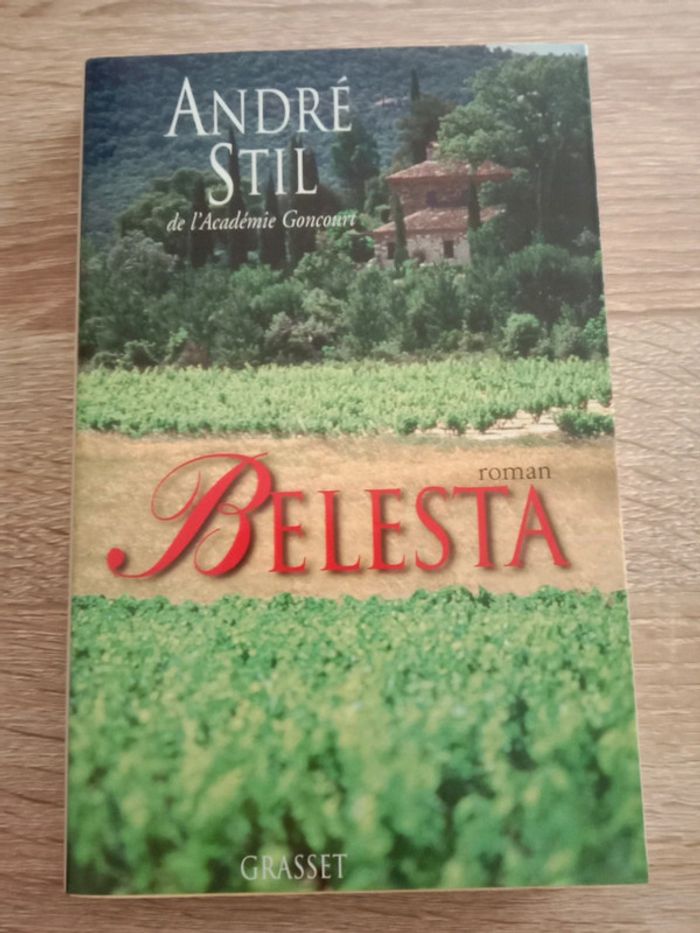 ANDRÉ
STIL
de l'Académie Goncourt
roman
BELESTA
GRASSET